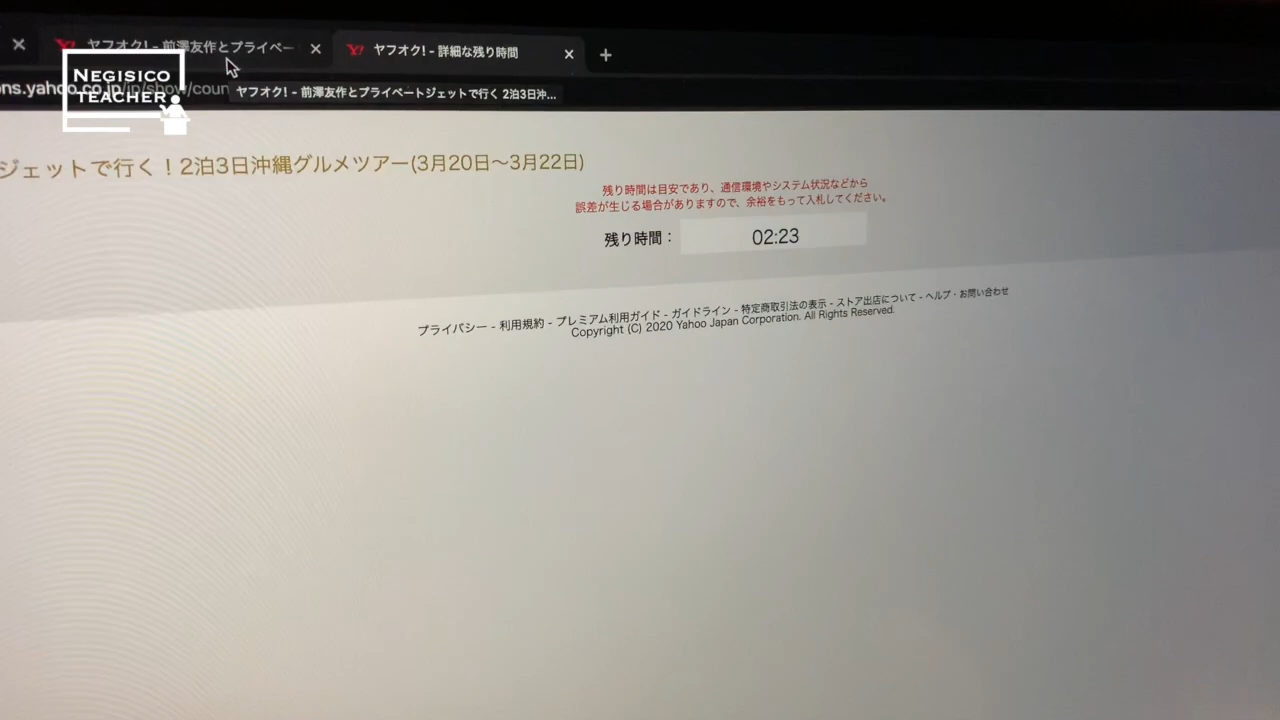 ヤフオク! - 前澤友作とプライベー
ヤフオク! - 詳細な残り時間
NEGISICO
TEACHER
ns.yahoo.co.jp/jp/show/coun
ヤフオク! - 前澤友作とプライベートジェットで行く 2泊3日沖...
ジェットで行く!2泊3日沖縄グルメツアー(3月20日〜3月22日)
残り時間は目安であり、通信環境やシステム状況などから
誤差が生じる場合がありますので、余裕をもって入札してください。
残り時間: 02:23
プライバシー - 利用規約 - プレミアム利用ガイド - ガイドライン - 特定商取引法の表示 - ストア出店について - ヘルプ・お問い合わせ
Copyright (C) 2020 Yahoo Japan Corporation. All Rights Reserved.